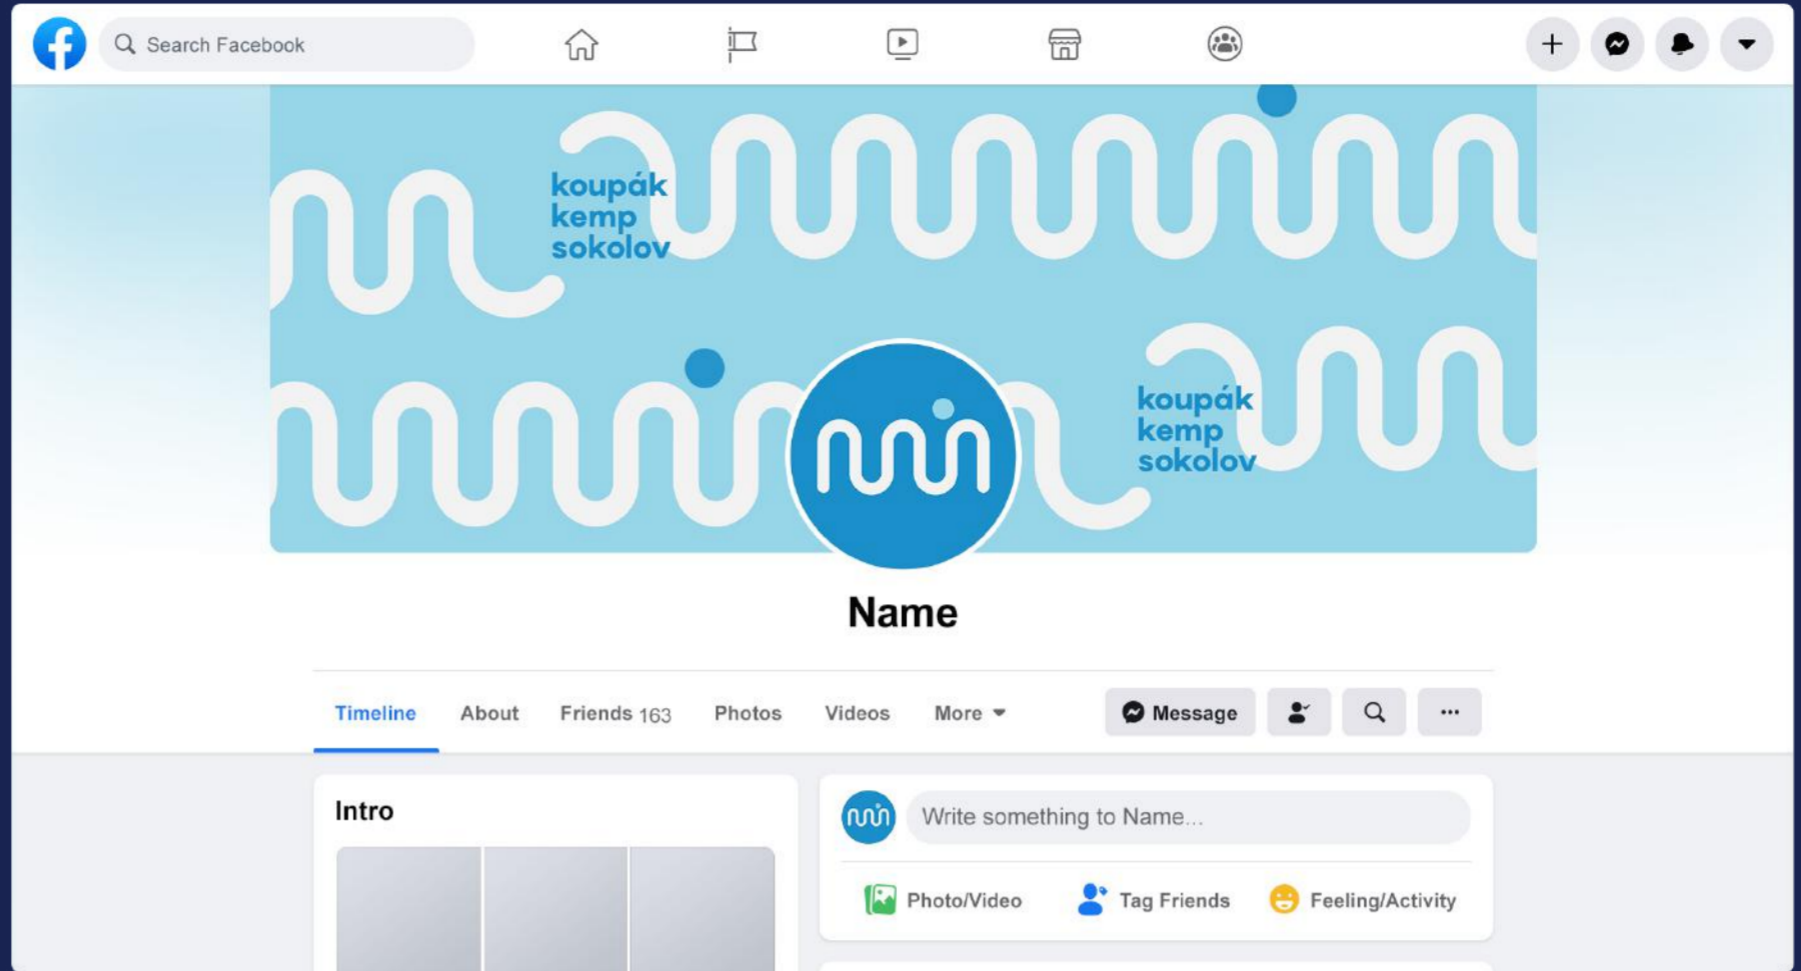 Search Facebook
koupák
kemp
sokolov
koupák
kemp
sokolov
Name
Timeline
About
Friends 163
Photos
Videos
More
Message
Intro
Write something to Name...
Photo/Video
Tag Friends
Feeling/Activity